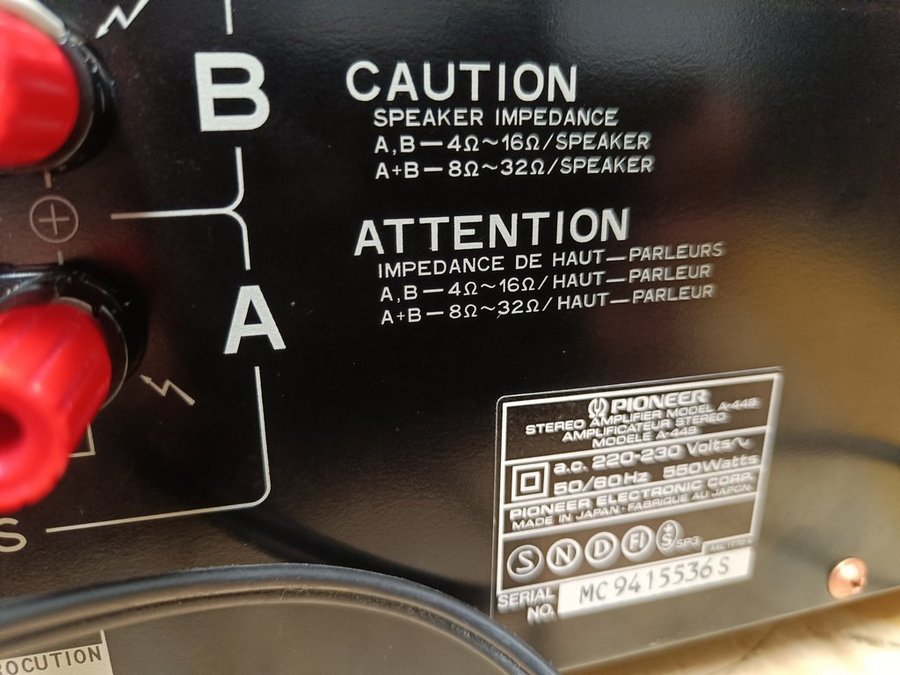 B
CAUTION
SPEAKER IMPEDANCE
A,B—4Ω~16Ω/SPEAKER
A+B—8Ω~32Ω/SPEAKER
ATTENTION
IMPEDANCE DE HAUT—PARLEURS
A,B—4Ω~16Ω/HAUT—PARLEUR
A+B—8Ω~32Ω/HAUT—PARLEUR
A
S
PIONEER
STEREO AMPLIFIER MODEL A-449
AMPLIFICATEUR STEREO
MODELE A-449
a.c. 220-230 Volts~
50/60Hz 550Watts
PIONEER ELECTRONIC CORP.
MADE IN JAPAN·FABRIQUE AU JAPON.
S N D FI +S SP3
SERIAL NO. MC9415536S
ROCUTION